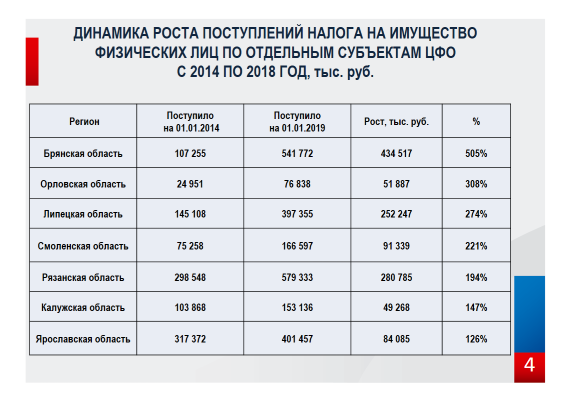 ДИНАМИКА РОСТА ПОСТУПЛЕНИЙ НАЛОГА НА ИМУЩЕСТВО
ФИЗИЧЕСКИХ ЛИЦ ПО ОТДЕЛЬНЫМ СУБЪЕКТАМ ЦФО
С 2014 ПО 2018 ГОД, тыс. руб.
Регион Поступило на 01.01.2014 Поступило на 01.01.2019 Рост, тыс. руб. %
Брянская область 107 255 541 772 434 517 505%
Орловская область 24 951 76 838 51 887 308%
Липецкая область 145 108 397 355 252 247 274%
Смоленская область 75 258 166 597 91 339 221%
Рязанская область 298 548 579 333 280 785 194%
Калужская область 103 868 153 136 49 268 147%
Ярославская область 317 372 401 457 84 085 126%
4